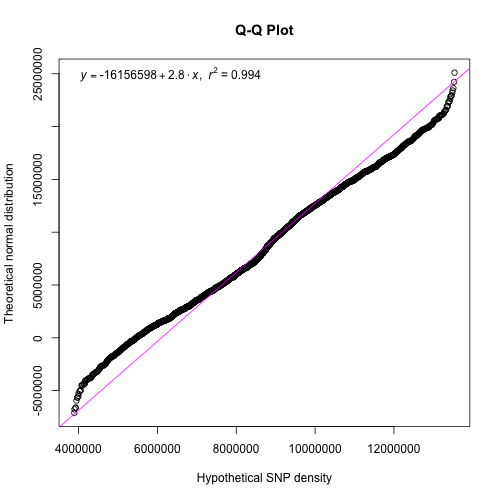 Q-Q Plot
y = -16156598 + 2.8 · x, r² = 0.994
Theoretical normal distribution
25000000
15000000
5000000
0
-5000000
4000000 6000000 8000000 10000000 12000000
Hypothetical SNP density